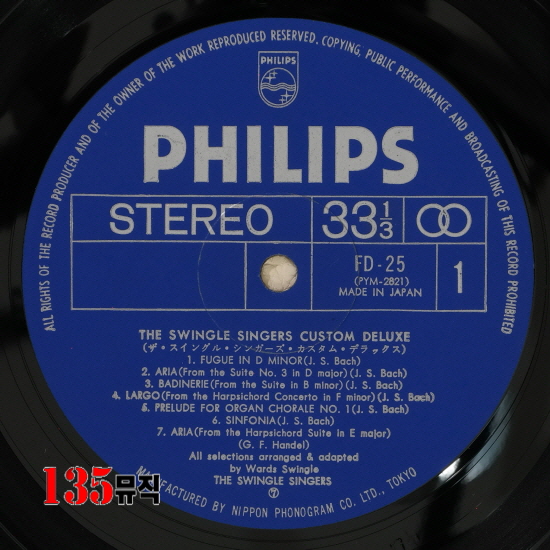 ALL RIGHTS OF THE RECORD PRODUCER AND OF THE OWNER OF THE WORK REPRODUCED RESERVED. COPYING, PUBLIC PERFORMANCE AND BROADCASTING OF THIS RECORD PROHIBITED
PHILIPS
PHILIPS
STEREO 33 1/3
FD-25
(PYM-2821)
MADE IN JAPAN
1
THE SWINGLE SINGERS CUSTOM DELUXE
(ザ・スイングル・シンガーズ・カスタム・デラックス)
1. FUGUE IN D MINOR (J. S. Bach)
2. ARIA (From the Suite No. 3 in D major) (J. S. Bach)
3. BADINERIE (From the Suite in B minor) (J. S. Bach)
4. LARGO (From the Harpsichord Concerto in F minor) (J. S. Bach)
5. PRELUDE FOR ORGAN CHORALE NO. 1 (J. S. Bach)
6. SINFONIA (J. S. Bach)
7. ARIA (From the Harpsichord Suite in E major)
(G. F. Handel)
All selections arranged & adapted
by Wards Swingle
THE SWINGLE SINGERS
MANUFACTURED BY NIPPON PHONOGRAM CO. LTD., TOKYO
135뮤직